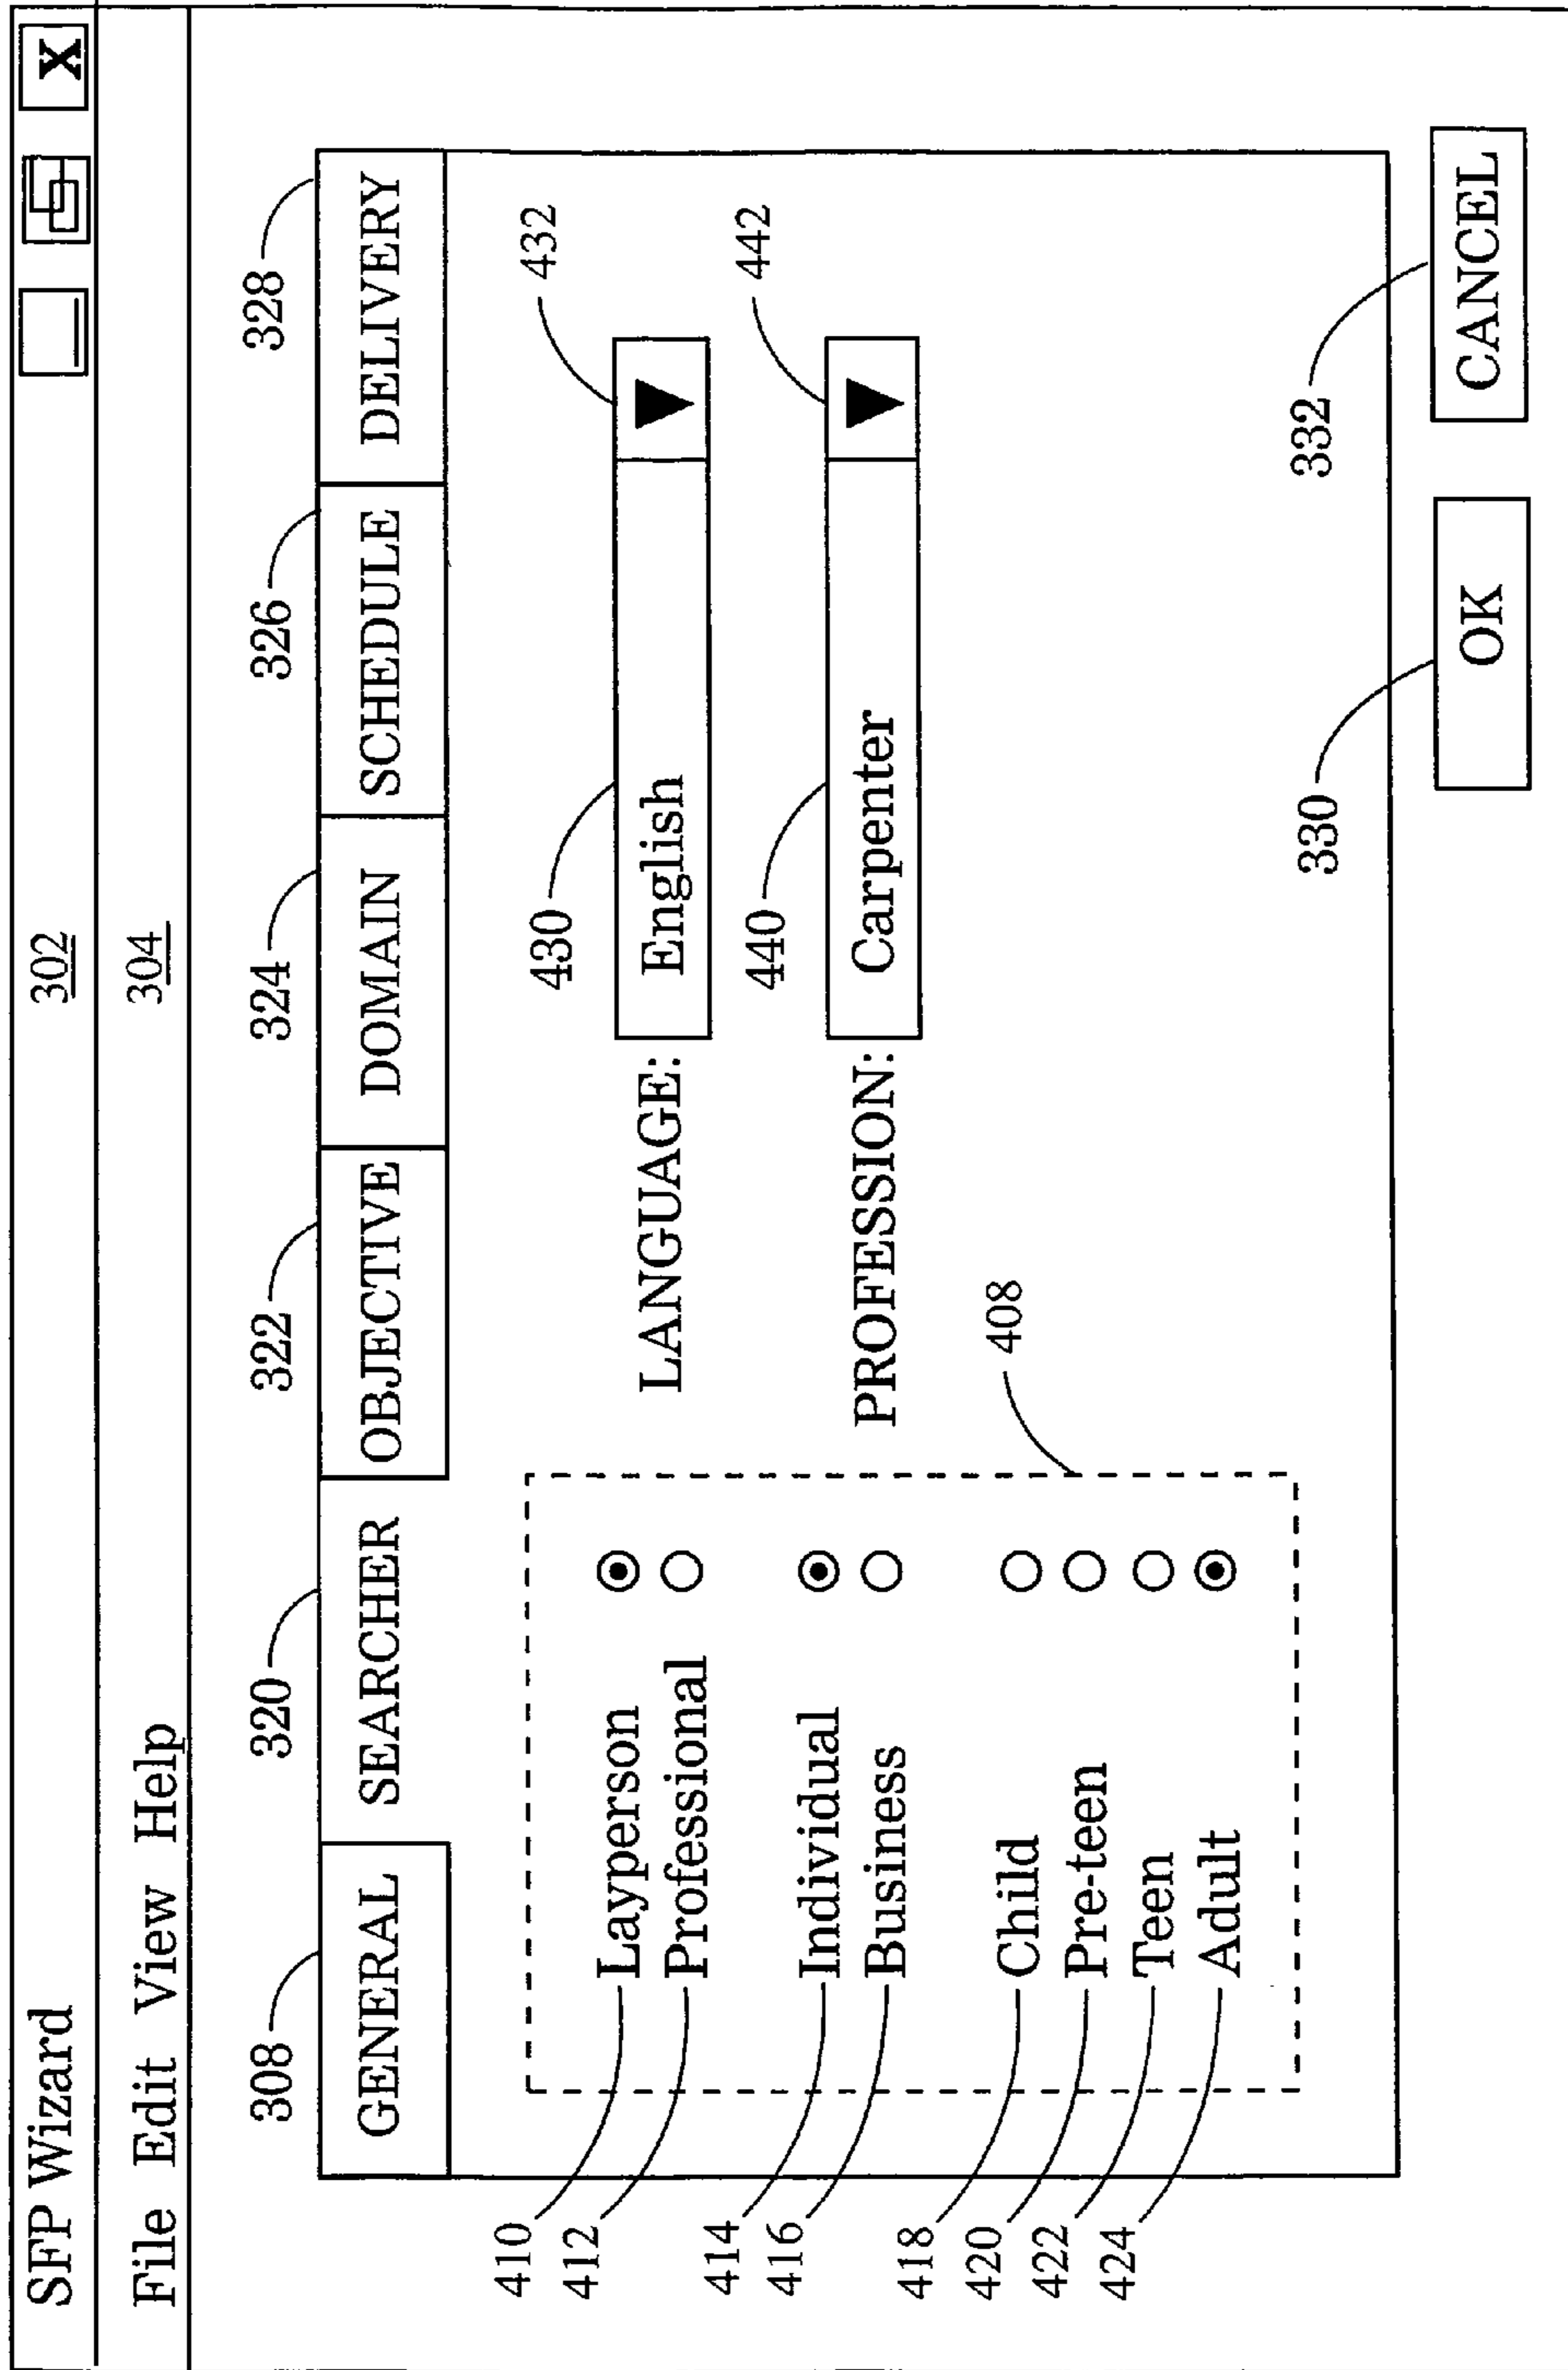 SFP Wizard 302 X
File Edit View Help 304
308 320 322 324 326 328
GENERAL SEARCHER OBJECTIVE DOMAIN SCHEDULE DELIVERY
430 432
410 Layperson LANGUAGE: English
412 Professional
440 442
414 Individual PROFESSION: Carpenter
416 Business
408
418 Child
420 Pre-teen
422 Teen
424 Adult
330 332
OK CANCEL